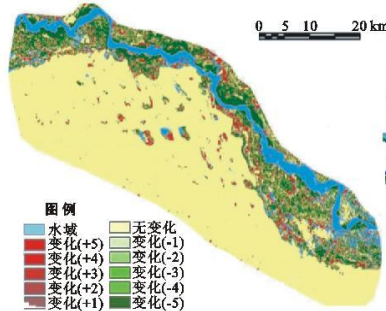 0 5 10 20 km
图 例
水域 无变化
变化(+5) 变化(-1)
变化(+4) 变化(-2)
变化(+3) 变化(-3)
变化(+2) 变化(-4)
变化(+1) 变化(-5)